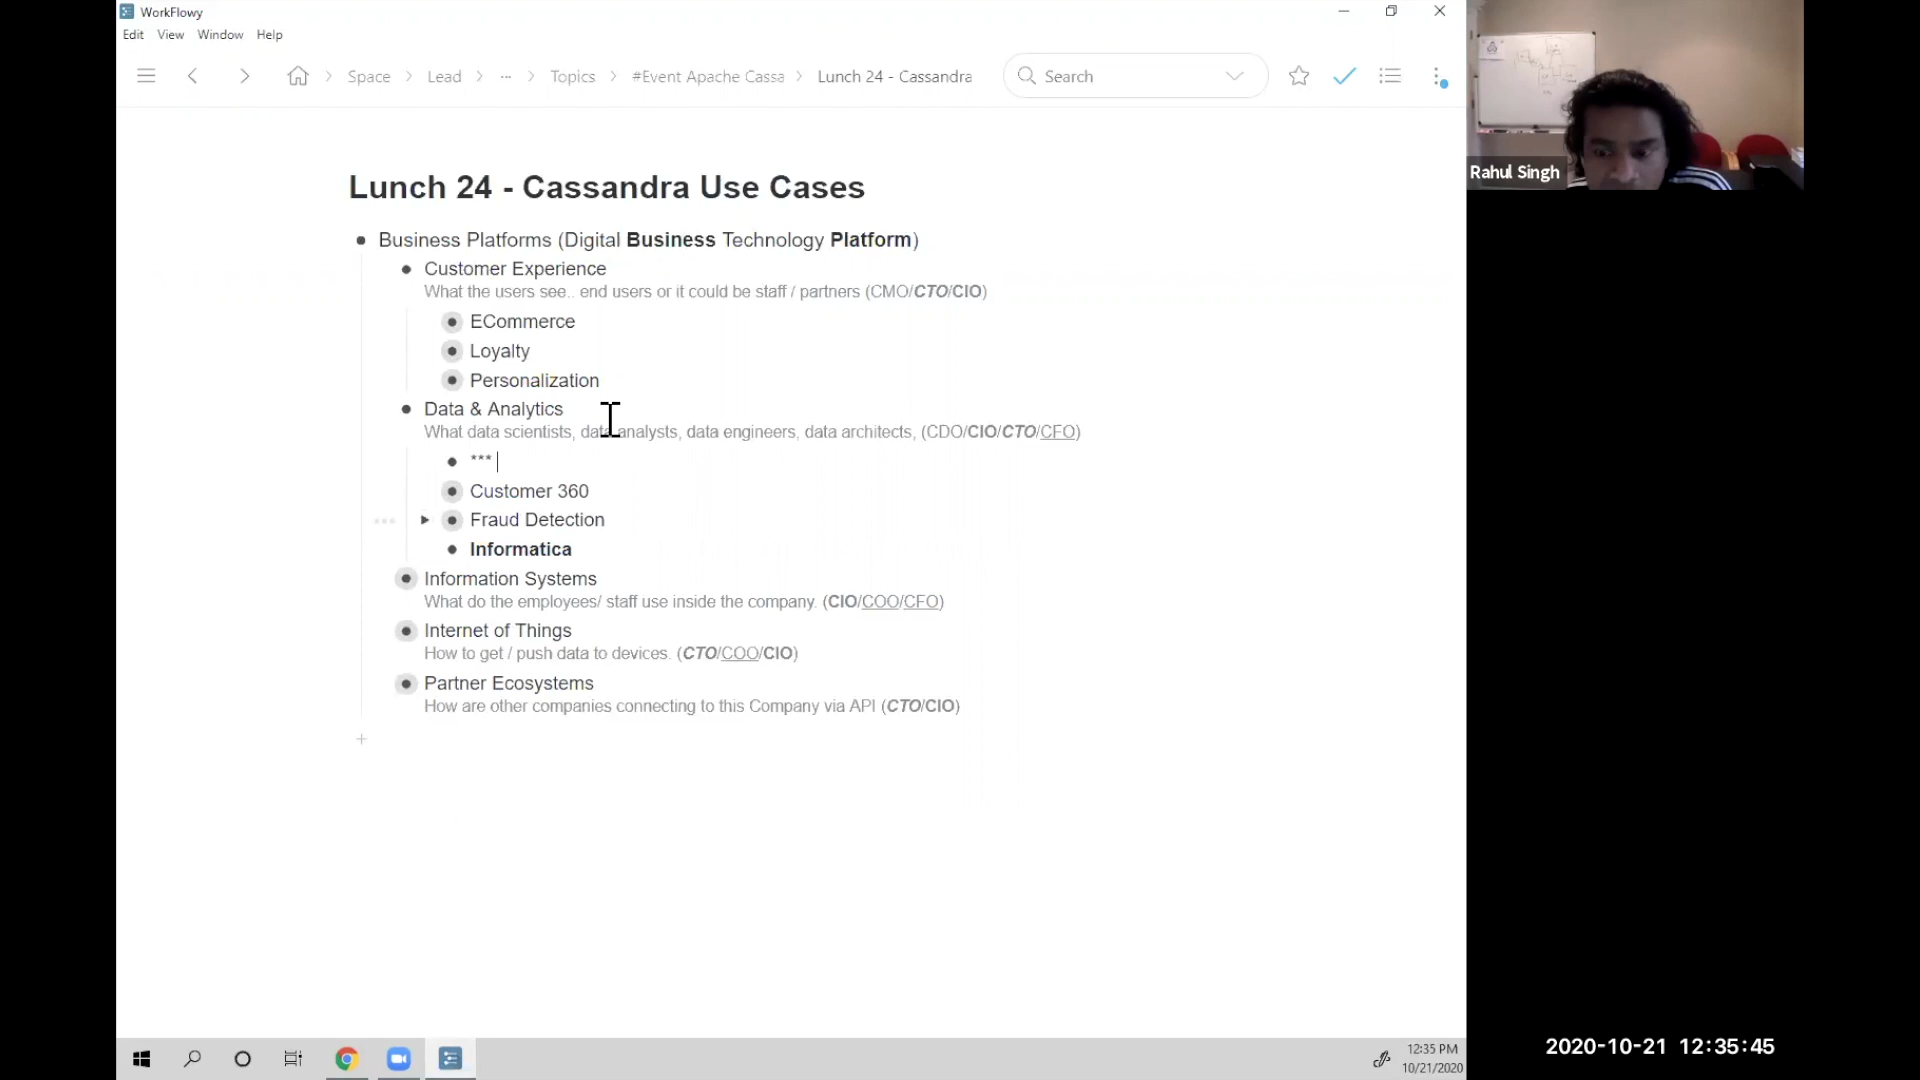 WorkFlowy
Edit View Window Help
Space Lead ... Topics #Event Apache Cassa Lunch 24 - Cassandra Search
Rahul Singh
Lunch 24 - Cassandra Use Cases
Business Platforms (Digital Business Technology Platform)
Customer Experience
What the users see.. end users or it could be staff / partners (CMO/CTO/CIO)
ECommerce
Loyalty
Personalization
Data & Analytics
What data scientists, data analysts, data engineers, data architects, (CDO/CIO/CTO/CFO)
***
Customer 360
Fraud Detection
Informatica
Information Systems
What do the employees/ staff use inside the company. (CIO/COO/CFO)
Internet of Things
How to get / push data to devices. (CTO/COO/CIO)
Partner Ecosystems
How are other companies connecting to this Company via API (CTO/CIO)
12:35 PM
10/21/2020
2020-10-21 12:35:45